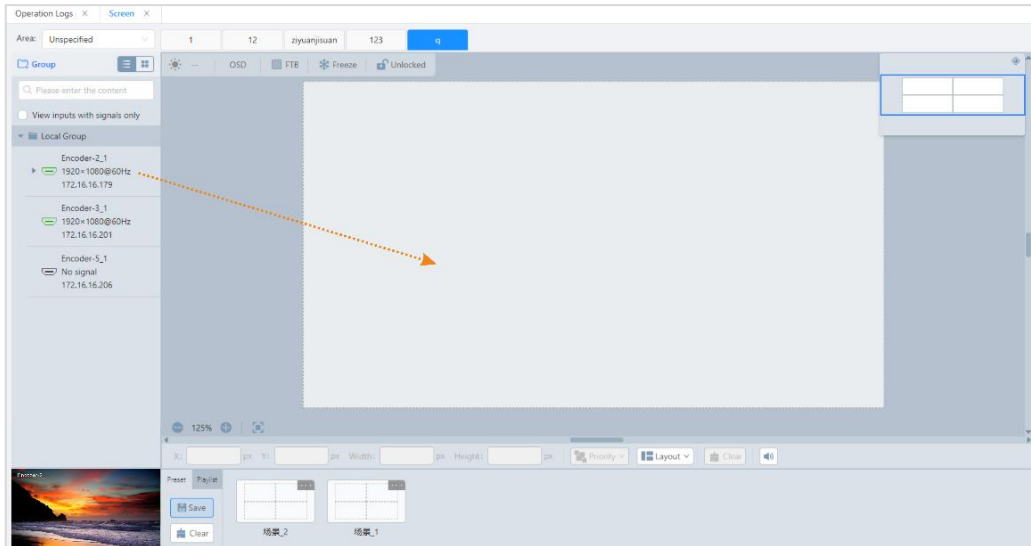 Operation Logs X Screen X
Area: Unspecified 1 12 ziyuanjisuan 123 q
Group -- OSD FTB Freeze Unlocked
Please enter the content
View inputs with signals only
Local Group
Encoder-2_1
1920×1080@60Hz
172.16.16.179
Encoder-3_1
1920×1080@60Hz
172.16.16.201
Encoder-5_1
No signal
172.16.16.206
125%
X: px Y: px Width: px Height: px Priority Layout Clear
Encoder-2
Preset Playlist
Save
Clear
场景_2 场景_1